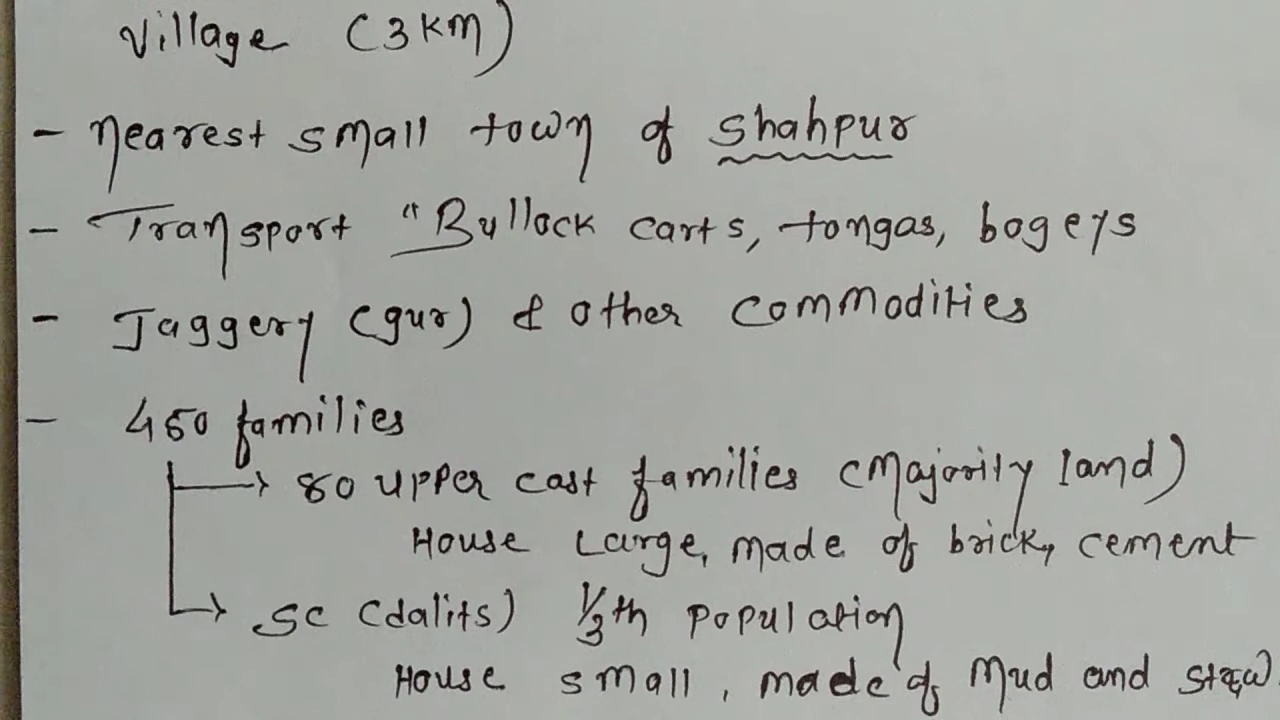 Village (3km)
- nearest small town of shahpur
- Transport "Bullock carts, tongas, bogeys
- Jaggery (gur) & other commodities
- 450 families
→ 80 upper cast families (Majority land)
House Large, made of brick, cement
→ SC (dalits) 1/3th population
House small, made of Mud and straw.